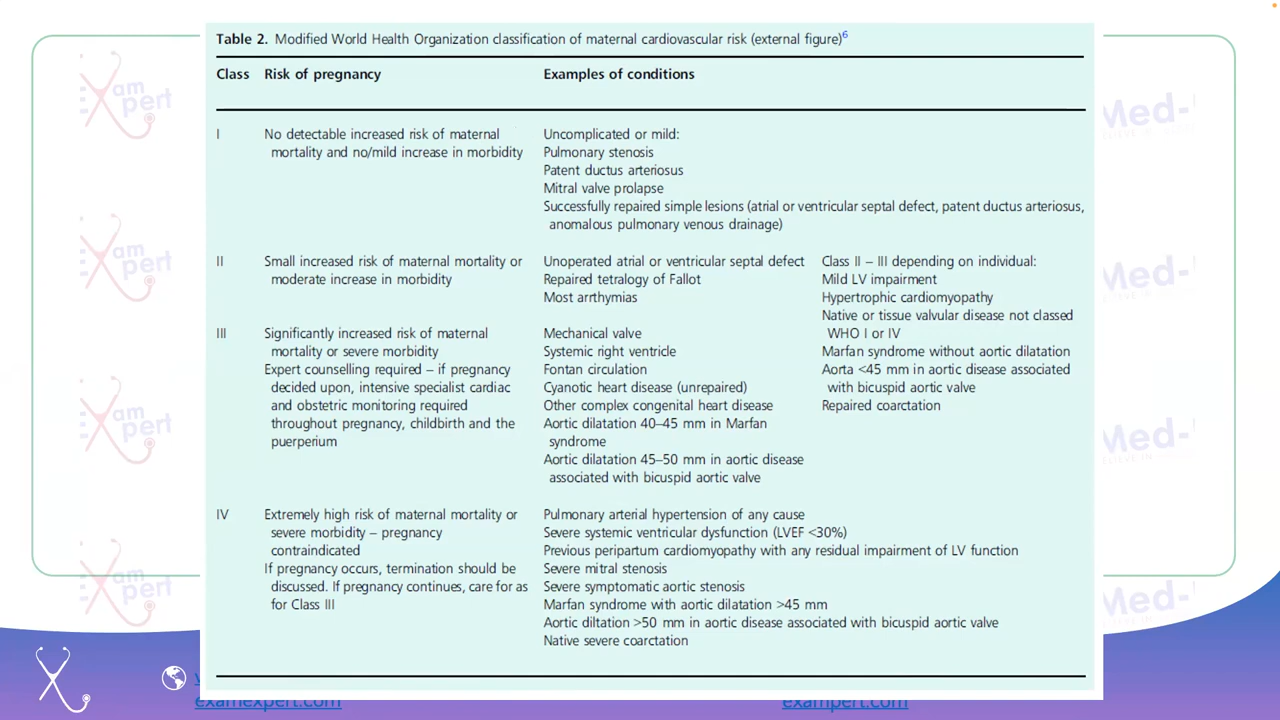 Table 2. Modified World Health Organization classification of maternal cardiovascular risk (external figure)6
Class Risk of pregnancy Examples of conditions
I No detectable increased risk of maternal
mortality and no/mild increase in morbidity
Uncomplicated or mild:
Pulmonary stenosis
Patent ductus arteriosus
Mitral valve prolapse
Successfully repaired simple lesions (atrial or ventricular septal defect, patent ductus arteriosus,
anomalous pulmonary venous drainage)
II Small increased risk of maternal mortality or
moderate increase in morbidity
Unoperated atrial or ventricular septal defect
Repaired tetralogy of Fallot
Most arrthymias
Class II – III depending on individual:
Mild LV impairment
Hypertrophic cardiomyopathy
Native or tissue valvular disease not classed
WHO I or IV
Marfan syndrome without aortic dilatation
Aorta <45 mm in aortic disease associated
with bicuspid aortic valve
Repaired coarctation
III Significantly increased risk of maternal
mortality or severe morbidity
Expert counselling required – if pregnancy
decided upon, intensive specialist cardiac
and obstetric monitoring required
throughout pregnancy, childbirth and the
puerperium
Mechanical valve
Systemic right ventricle
Fontan circulation
Cyanotic heart disease (unrepaired)
Other complex congenital heart disease
Aortic dilatation 40–45 mm in Marfan
syndrome
Aortic dilatation 45–50 mm in aortic disease
associated with bicuspid aortic valve
IV Extremely high risk of maternal mortality or
severe morbidity – pregnancy
contraindicated
If pregnancy occurs, termination should be
discussed. If pregnancy continues, care for as
for Class III
Pulmonary arterial hypertension of any cause
Severe systemic ventricular dysfunction (LVEF <30%)
Previous peripartum cardiomyopathy with any residual impairment of LV function
Severe mitral stenosis
Severe symptomatic aortic stenosis
Marfan syndrome with aortic dilatation >45 mm
Aortic diltation >50 mm in aortic disease associated with bicuspid aortic valve
Native severe coarctation
am
pert
Med-
am
pert
Med-
am
pert
Med-
am
pert
Med-
examexpert.com
exampert.com